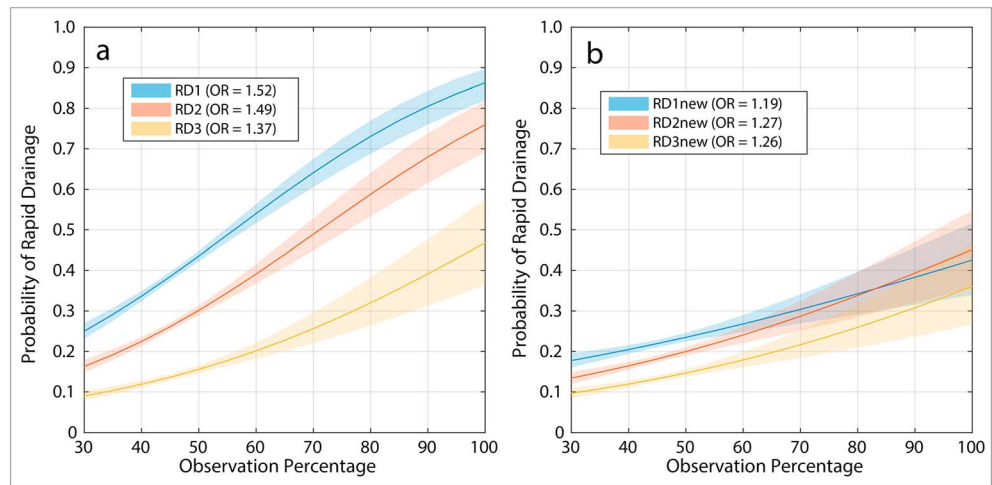 a
RD1 (OR = 1.52)
RD2 (OR = 1.49)
RD3 (OR = 1.37)
Probability of Rapid Drainage
1.0
0.9
0.8
0.7
0.6
0.5
0.4
0.3
0.2
0.1
0
30 40 50 60 70 80 90 100
Observation Percentage
b
RD1new (OR = 1.19)
RD2new (OR = 1.27)
RD3new (OR = 1.26)
Probability of Rapid Drainage
1.0
0.9
0.8
0.7
0.6
0.5
0.4
0.3
0.2
0.1
0
30 40 50 60 70 80 90 100
Observation Percentage